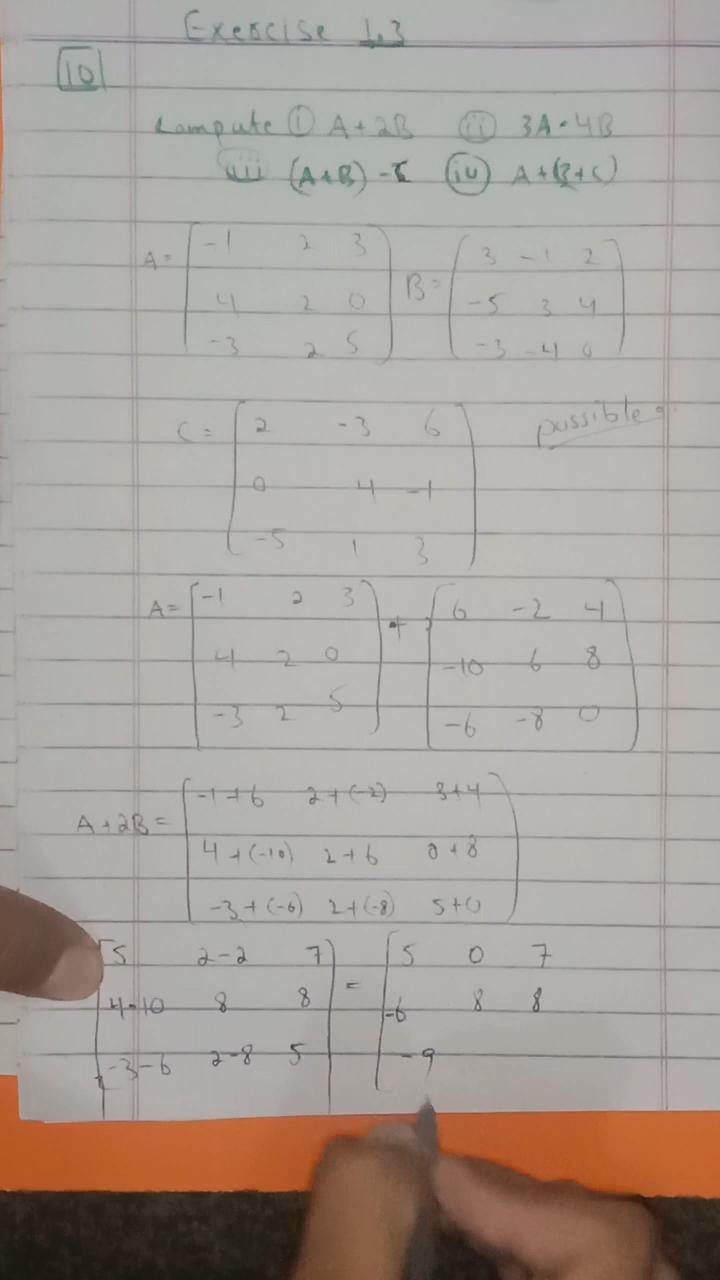 Exercise 1.3
10
Compute (i) A+2B (ii) 3A-4B
(iii) (A+B)-C (iv) A+(B+C)
A= [-1 2 3 B= [3 -1 2
4 2 0 -5 3 4
-3 2 5] -3 -4 0]
C= [2 -3 6 possible
0 4 -1
-5 1 3]
A= [-1 2 3] + [6 -2 4
4 2 0 -10 6 8
-3 2 5] -6 -8 0]
A+2B= [-1+6 2+(-2) 3+4
4+(-10) 2+6 0+8
-3+(-6) 2+(-8) 5+0]
[5 2-2 7] = [5 0 7
4-10 8 8 -6 8 8
-3-6 2-8 5 -9